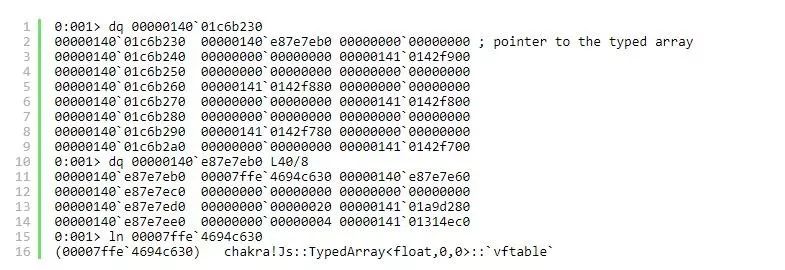 1 0:001> dq 00000140`01c6b230
2 00000140`01c6b230 00000140`e87e7eb0 00000000`00000000 ; pointer to the typed array
3 00000140`01c6b240 00000000`00000000 00000141`0142f900
4 00000140`01c6b250 00000000`00000000 00000000`00000000
5 00000140`01c6b260 00000141`0142f880 00000000`00000000
6 00000140`01c6b270 00000000`00000000 00000141`0142f800
7 00000140`01c6b280 00000000`00000000 00000000`00000000
8 00000140`01c6b290 00000141`0142f780 00000000`00000000
9 00000140`01c6b2a0 00000000`00000000 00000141`0142f700
10 0:001> dq 00000140`e87e7eb0 L40/8
11 00000140`e87e7eb0 00007ffe`4694c630 00000140`e87e7e60
12 00000140`e87e7ec0 00000000`00000000 00000000`00000000
13 00000140`e87e7ed0 00000000`00000020 00000141`01a9d280
14 00000140`e87e7ee0 00000000`00000004 00000141`01314ec0
15 0:001> ln 00007ffe`4694c630
16 (00007ffe`4694c630) chakra!Js::TypedArray<float,0,0>::`vftable`